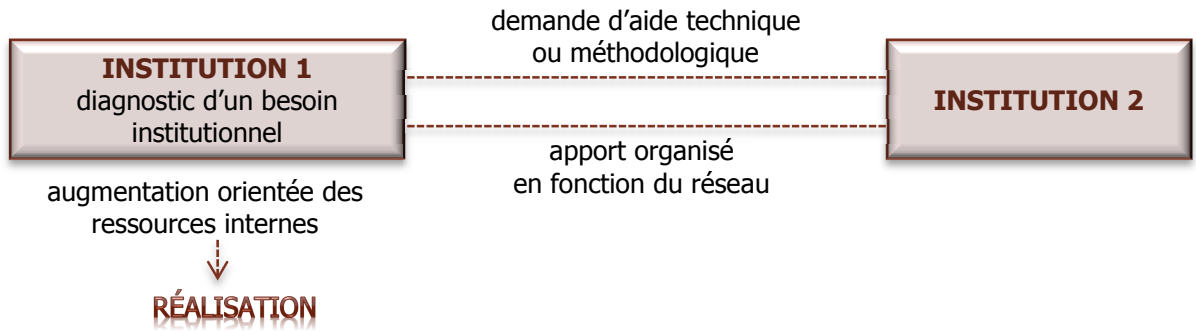 demande d'aide technique
ou méthodologique
INSTITUTION 1
diagnostic d'un besoin
institutionnel
INSTITUTION 2
apport organisé
en fonction du réseau
augmentation orientée des
ressources internes
RÉALISATION